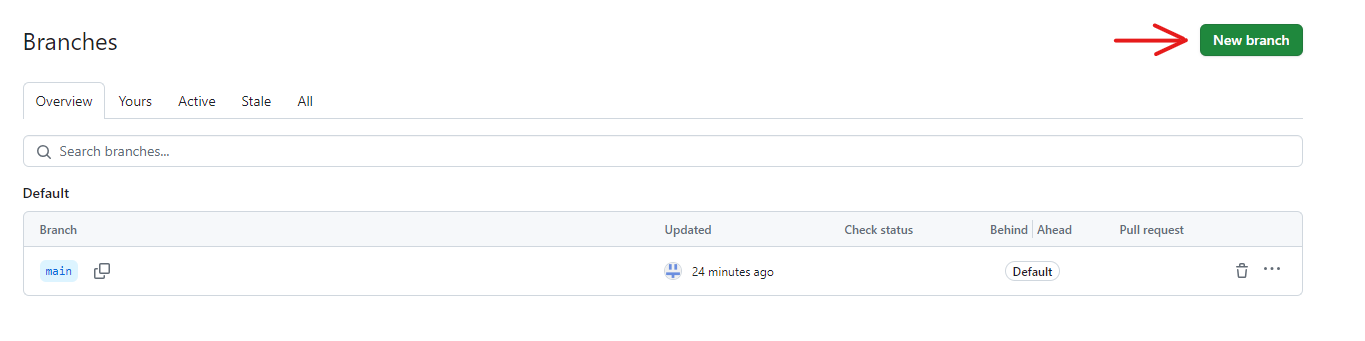 Branches
New branch
Overview Yours Active Stale All
Search branches...
Default
Branch Updated Check status Behind Ahead Pull request
main 24 minutes ago Default